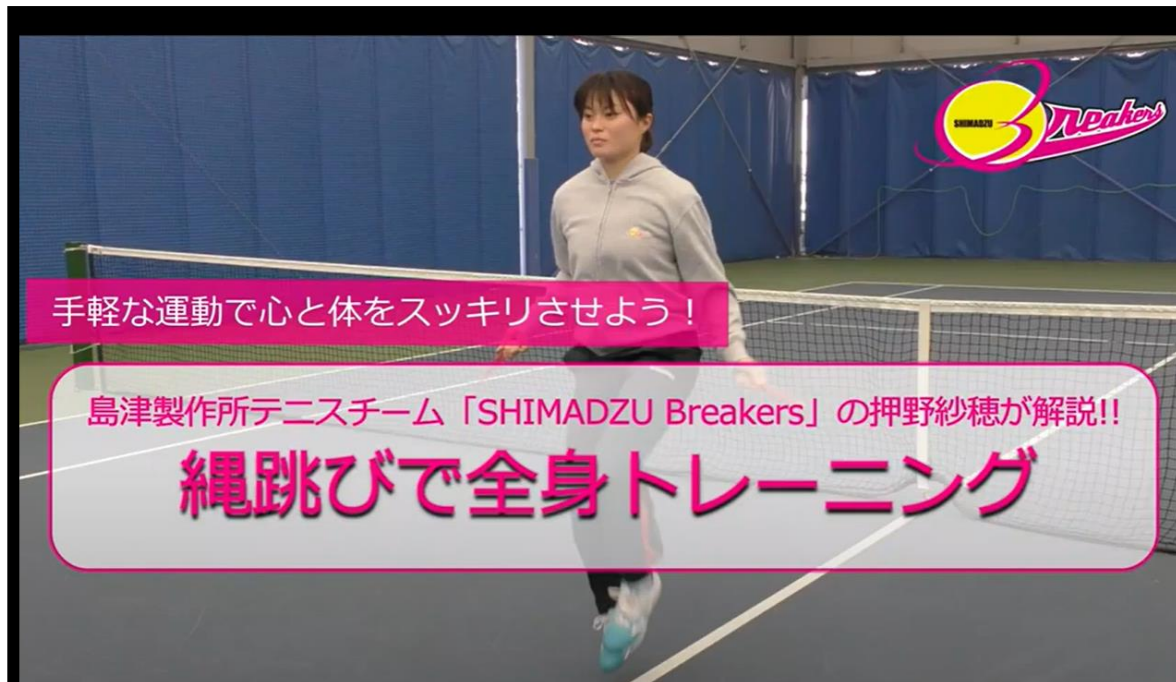 SHIMADZU Breakers
手軽な運動で心と体をスッキリさせよう！
島津製作所テニスチーム「SHIMADZU Breakers」の押野紗穂が解説!!
縄跳びで全身トレーニング